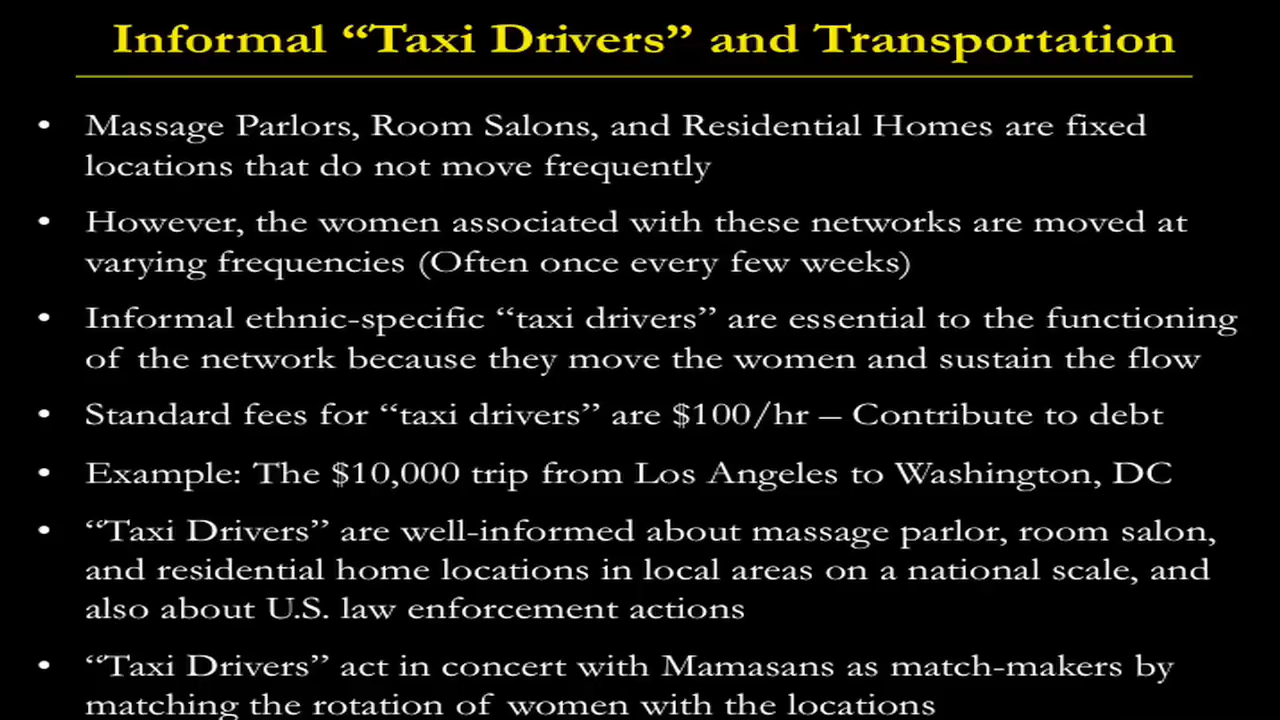 Informal “Taxi Drivers” and Transportation
• Massage Parlors, Room Salons, and Residential Homes are fixed
locations that do not move frequently
• However, the women associated with these networks are moved at
varying frequencies (Often once every few weeks)
• Informal ethnic-specific “taxi drivers” are essential to the functioning
of the network because they move the women and sustain the flow
• Standard fees for “taxi drivers” are $100/hr – Contribute to debt
• Example: The $10,000 trip from Los Angeles to Washington, DC
• “Taxi Drivers” are well-informed about massage parlor, room salon,
and residential home locations in local areas on a national scale, and
also about U.S. law enforcement actions
• “Taxi Drivers” act in concert with Mamasans as match-makers by
matching the rotation of women with the locations